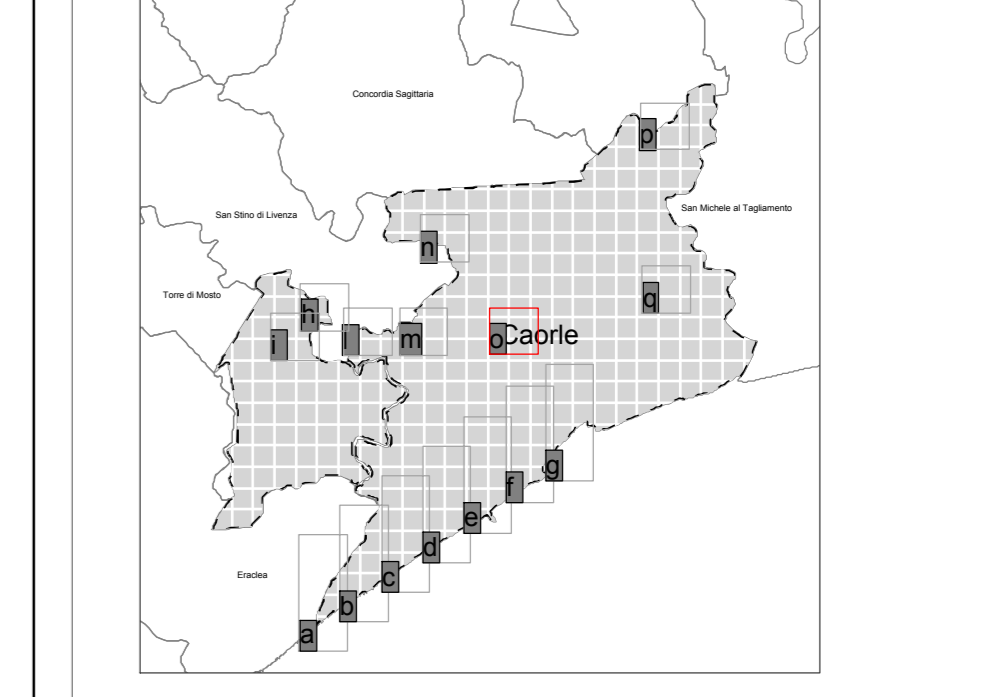 Concordia Sagittaria
p
San Michele al Tagliamento
San Stino di Livenza
n
Torre di Mosto
q
h
i
l
m
o
Caorle
g
f
e
d
Eraclea
c
b
a